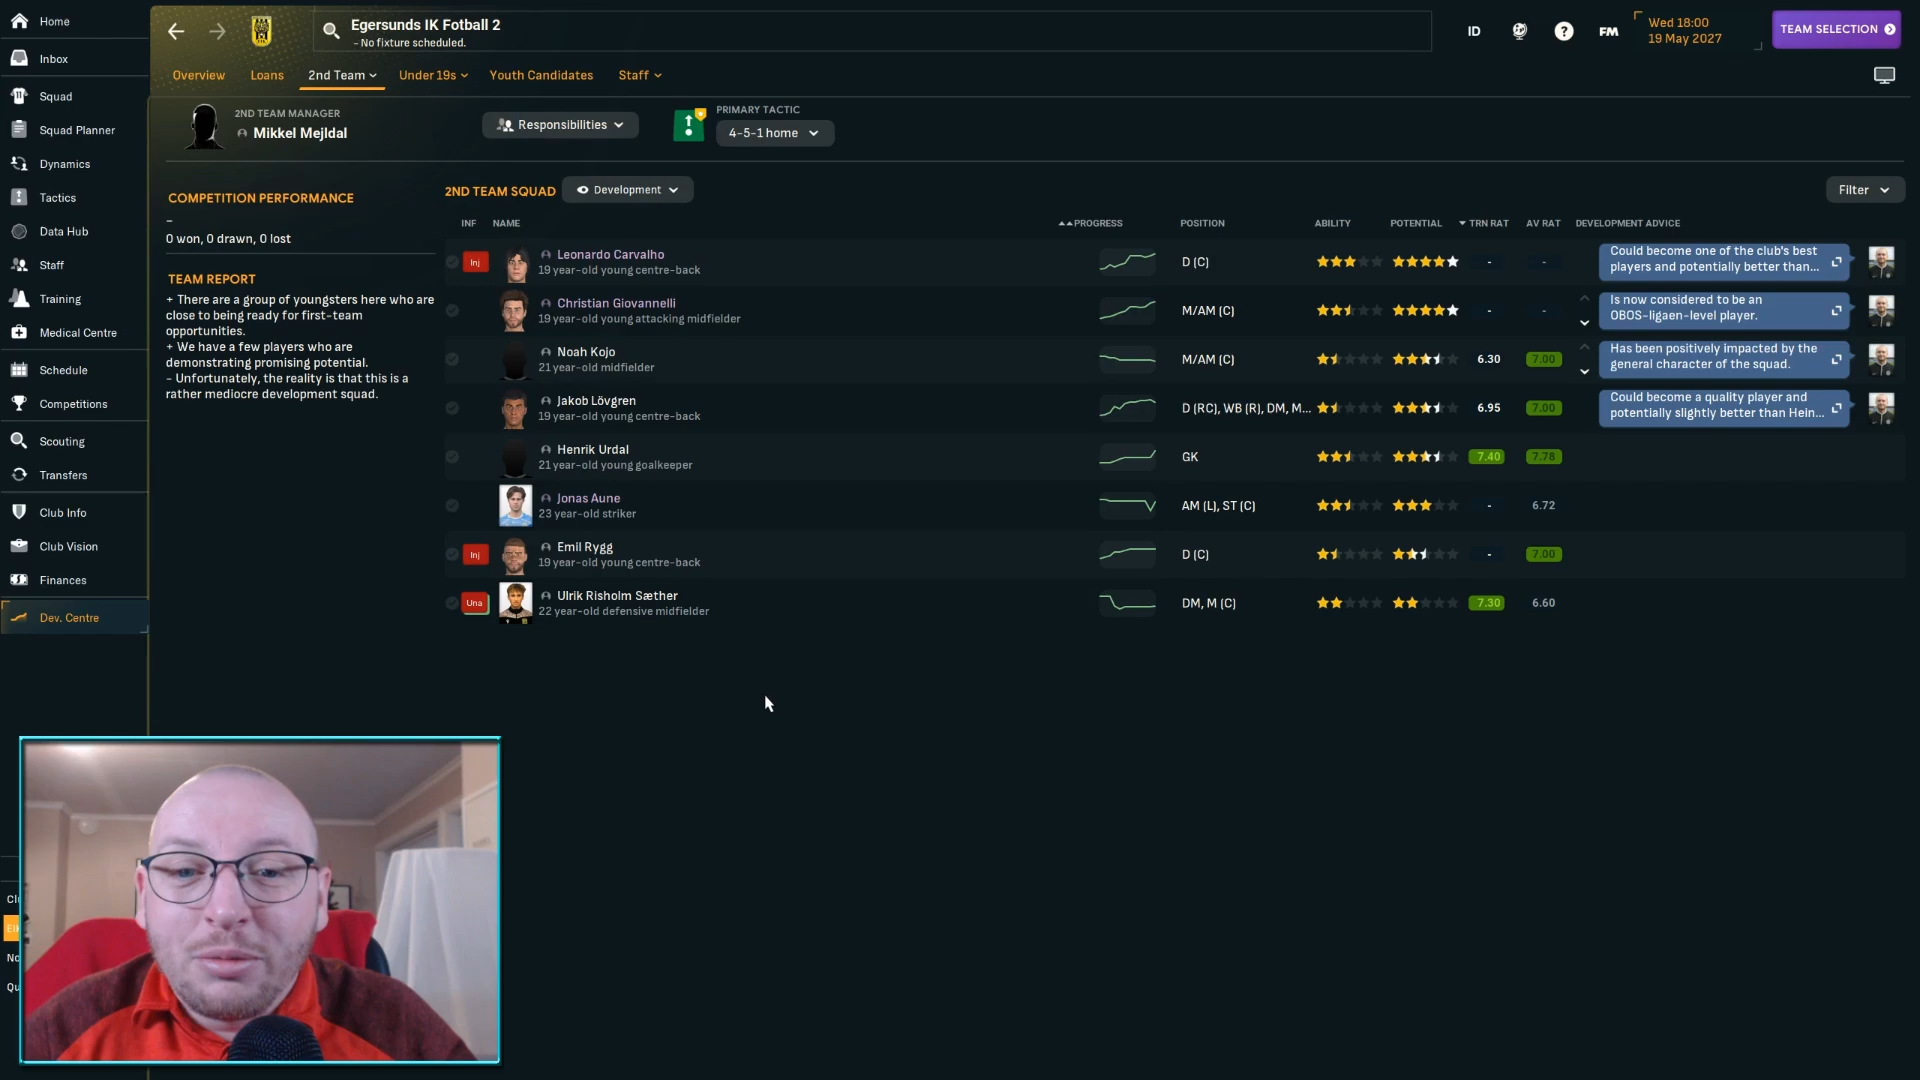 Home
Inbox
Squad
Squad Planner
Dynamics
Tactics
Data Hub
Staff
Training
Medical Centre
Schedule
Competitions
Scouting
Transfers
Club Info
Club Vision
Finances
Dev. Centre
Egersunds IK Fotball 2
- No fixture scheduled.
ID
FM
Wed 18:00
19 May 2027
TEAM SELECTION
Overview
Loans
2nd Team
Under 19s
Youth Candidates
Staff
2ND TEAM MANAGER
Mikkel Mejldal
Responsibilities
PRIMARY TACTIC
4-5-1 home
COMPETITION PERFORMANCE
-
0 won, 0 drawn, 0 lost
TEAM REPORT
+ There are a group of youngsters here who are
close to being ready for first-team
opportunities.
+ We have a few players who are
demonstrating promising potential.
- Unfortunately, the reality is that this is a
rather mediocre development squad.
2ND TEAM SQUAD
Development
Filter
INF NAME PROGRESS POSITION ABILITY POTENTIAL TRN RAT AV RAT DEVELOPMENT ADVICE
Inj
Leonardo Carvalho
19 year-old young centre-back
D (C)
- -
Could become one of the club's best
players and potentially better than...
Christian Giovannelli
19 year-old young attacking midfielder
M/AM (C)
- -
Is now considered to be an
OBOS-ligaen-level player.
Noah Kojo
21 year-old midfielder
M/AM (C)
6.30 7.00
Has been positively impacted by the
general character of the squad.
Jakob Lövgren
19 year-old young centre-back
D (RC), WB (R), DM, M...
6.95 7.00
Could become a quality player and
potentially slightly better than Hein...
Henrik Urdal
21 year-old young goalkeeper
GK
7.40 7.78
Jonas Aune
23 year-old striker
AM (L), ST (C)
- 6.72
Inj
Emil Rygg
19 year-old young centre-back
D (C)
- 7.00
Una
Ulrik Risholm Sæther
22 year-old defensive midfielder
DM, M (C)
7.30 6.60
No
Qu